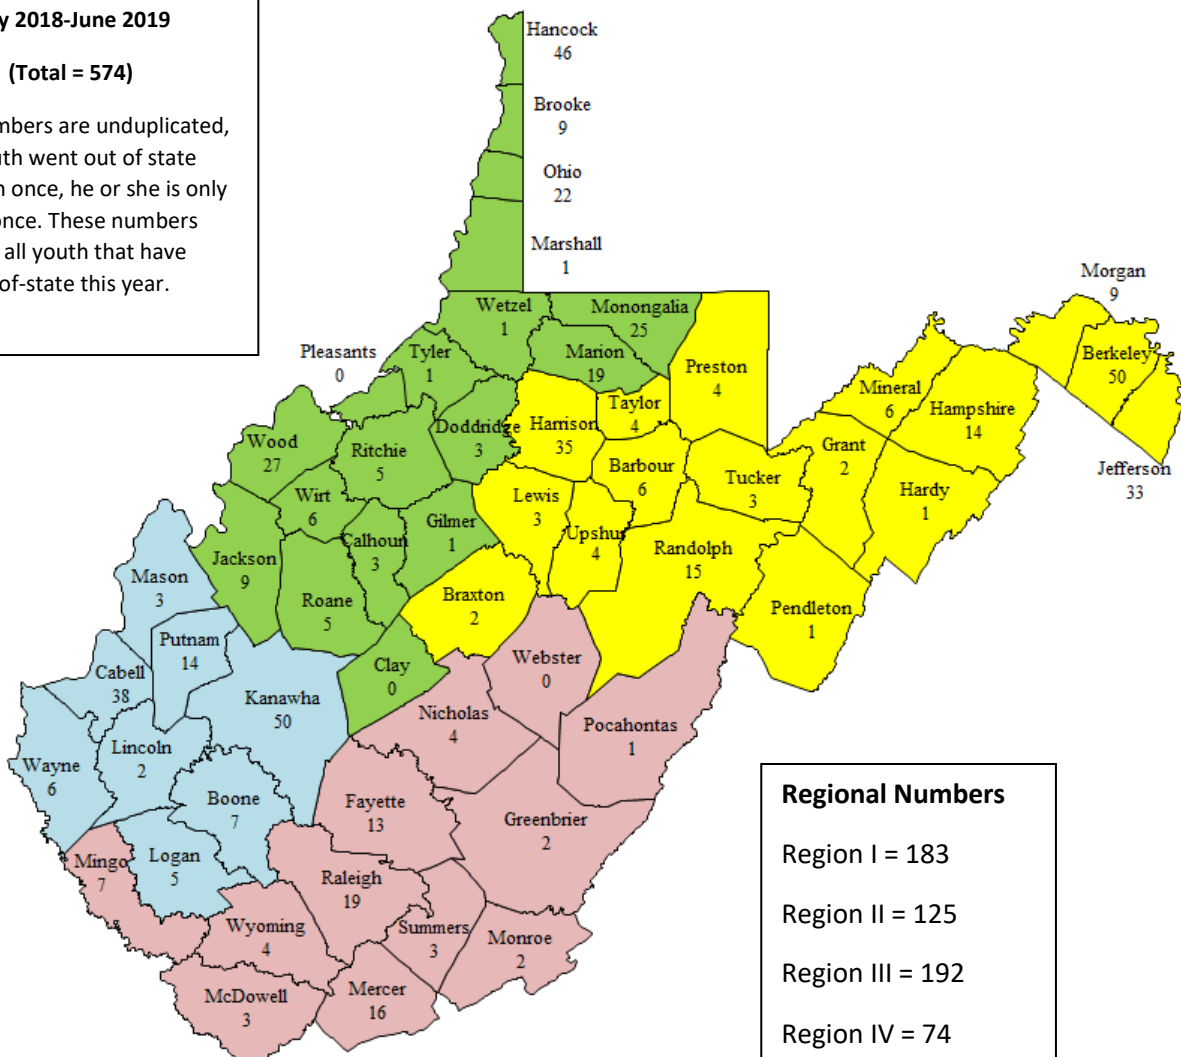 y 2018-June 2019
(Total = 574)
mbers are unduplicated,
uth went out of state
n once, he or she is only
once. These numbers
all youth that have
of-state this year.
Hancock
46
Brooke
9
Ohio
22
Marshall
1
Morgan
9
Wetzel
1
Monongalia
25
Pleasants
0
Tyler
1
Marion
19
Preston
4
Berkeley
50
Mineral
6
Hampshire
14
Taylor
4
Wood
27
Ritchie
5
Doddridge
3
Harrison
35
Grant
2
Jefferson
33
Barbour
6
Tucker
3
Hardy
1
Wirt
6
Lewis
3
Gilmer
1
Calhoun
3
Upshur
4
Randolph
15
Jackson
9
Mason
3
Roane
5
Braxton
2
Pendleton
1
Putnam
14
Clay
0
Webster
0
Cabell
38
Kanawha
50
Nicholas
4
Pocahontas
1
Lincoln
2
Wayne
6
Boone
7
Fayette
13
Greenbrier
2
Mingo
7
Logan
5
Raleigh
19
Wyoming
4
Summers
3
Monroe
2
McDowell
3
Mercer
16
Regional Numbers
Region I = 183
Region II = 125
Region III = 192
Region IV = 74